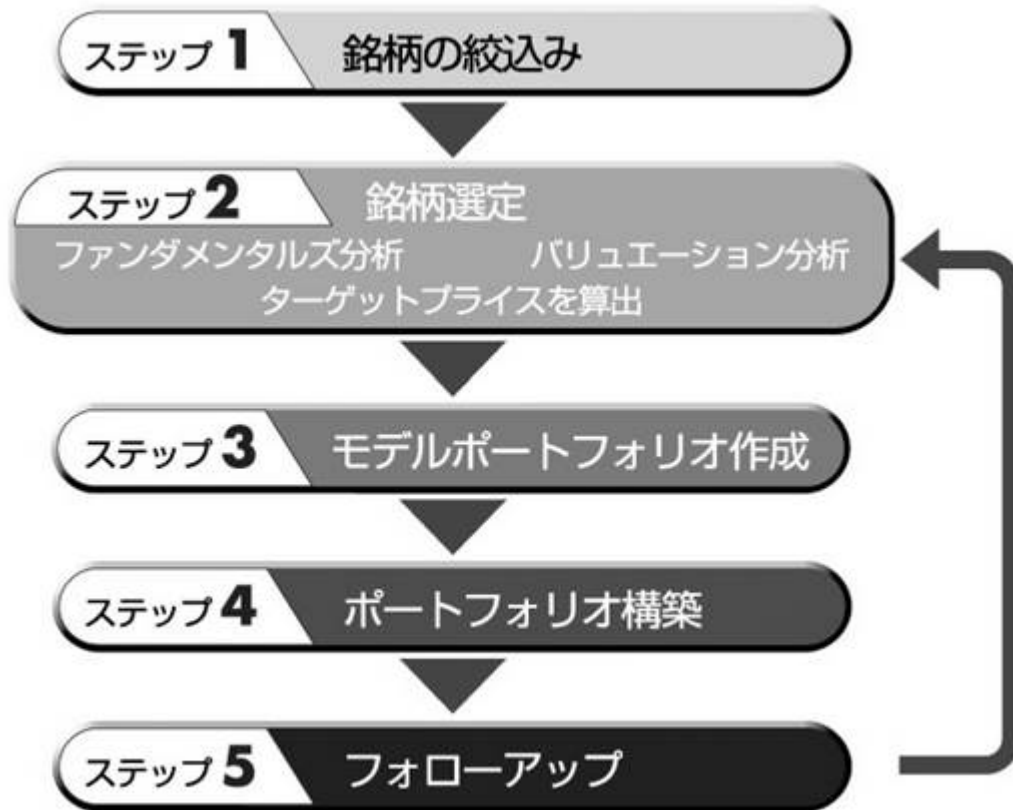 ステップ 1 銘柄の絞込み
ステップ 2 銘柄選定
ファンダメンタルズ分析 バリュエーション分析
ターゲットプライスを算出
ステップ 3 モデルポートフォリオ作成
ステップ 4 ポートフォリオ構築
ステップ 5 フォローアップ